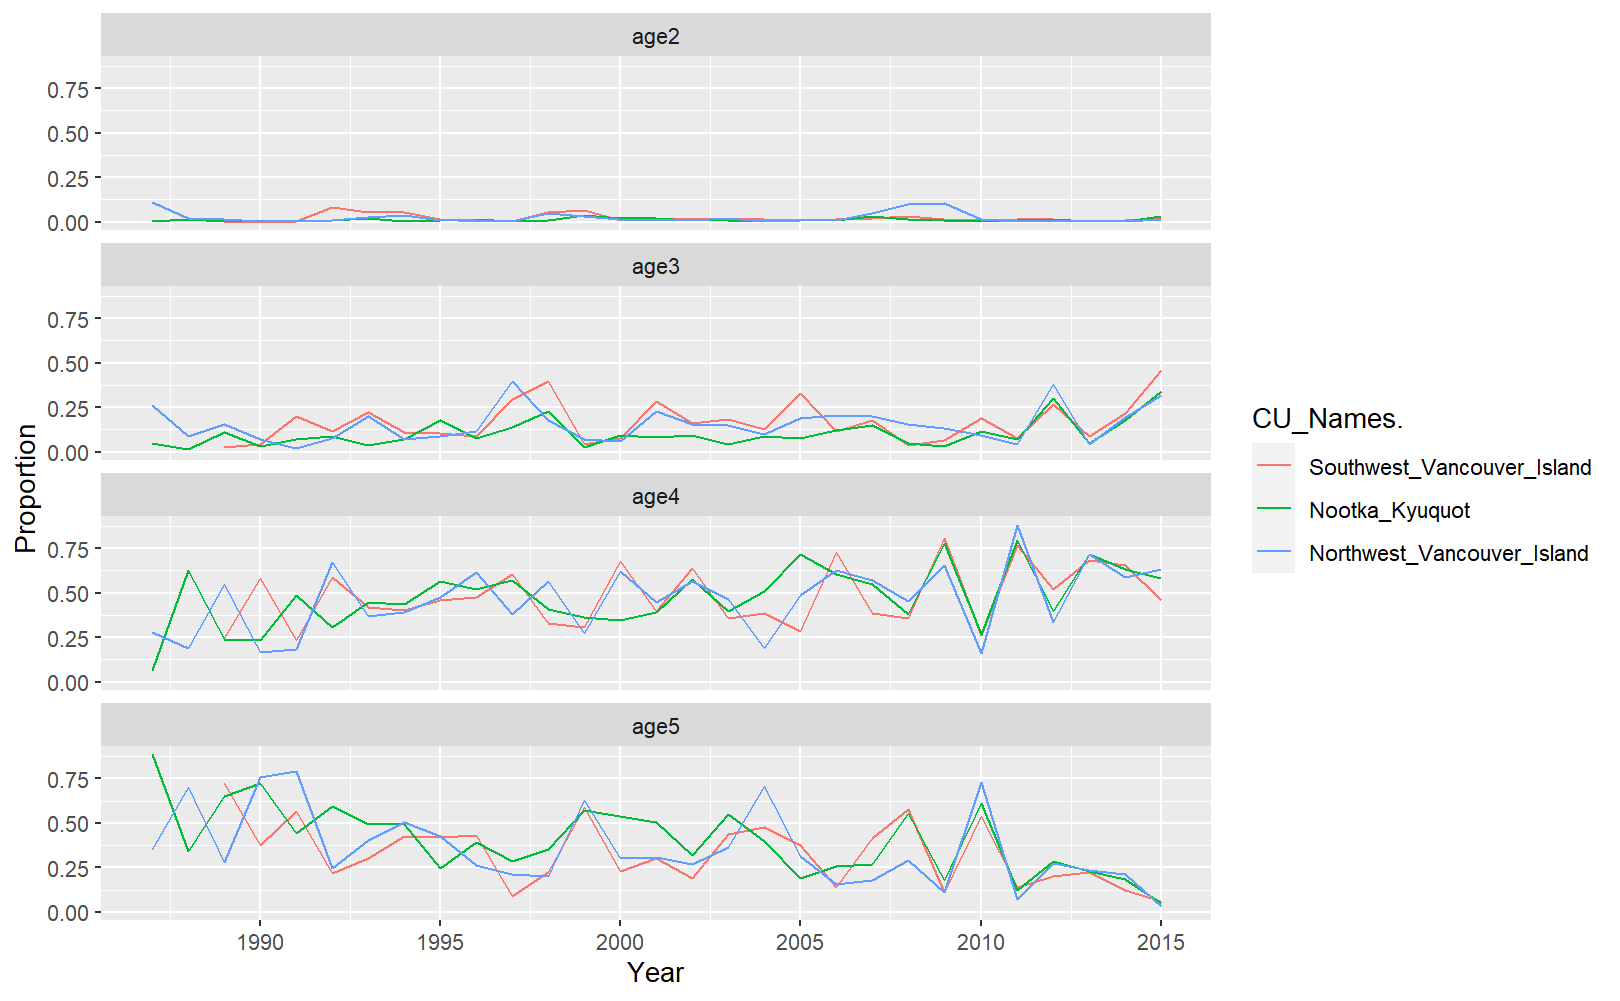 age2
0.75
0.50
0.25
0.00
age3
0.75
0.50
0.25
0.00
age4
0.75
0.50
0.25
0.00
age5
0.75
0.50
0.25
0.00
1990 1995 2000 2005 2010 2015
Year
Proportion
CU_Names.
Southwest_Vancouver_Island
Nootka_Kyuquot
Northwest_Vancouver_Island